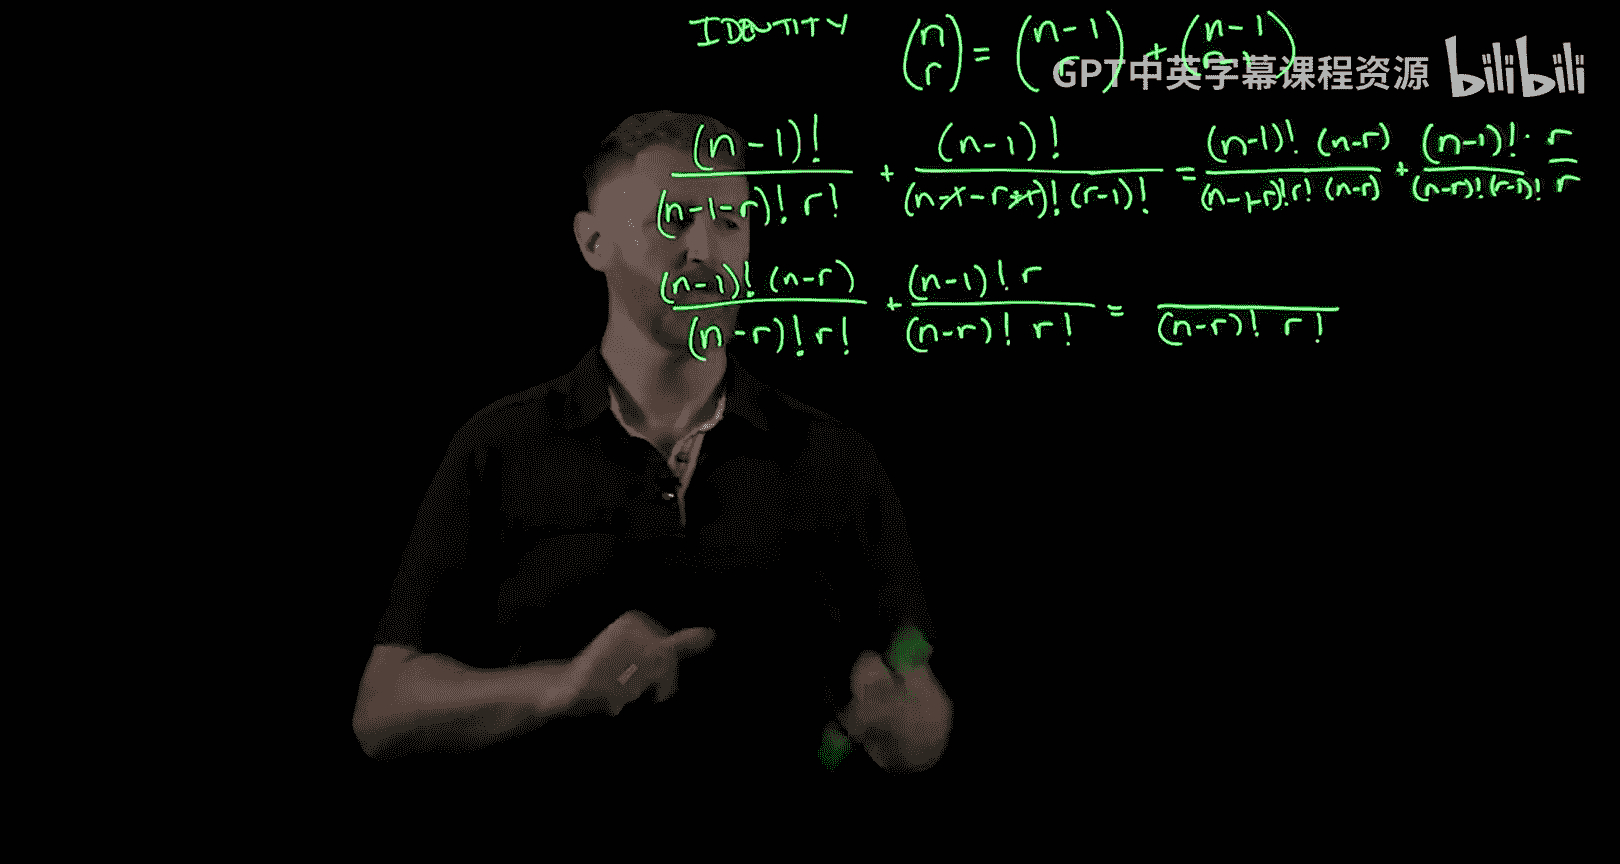 IDENTITY (n r) = (n-1 r) + (n-1 r-1)
GPT中英字幕课程资源 bilibili
(n-1)! / (n-1-r)! r! + (n-1)! / (n-1-r+1)! (r-1)! = (n-1)! (n-r) / (n-1-r)! r! (n-r) + (n-1)! · r / (n-r)! (r-1)! r
(n-1)! (n-r) / (n-r)! r! + (n-1)! r / (n-r)! r! = / (n-r)! r!